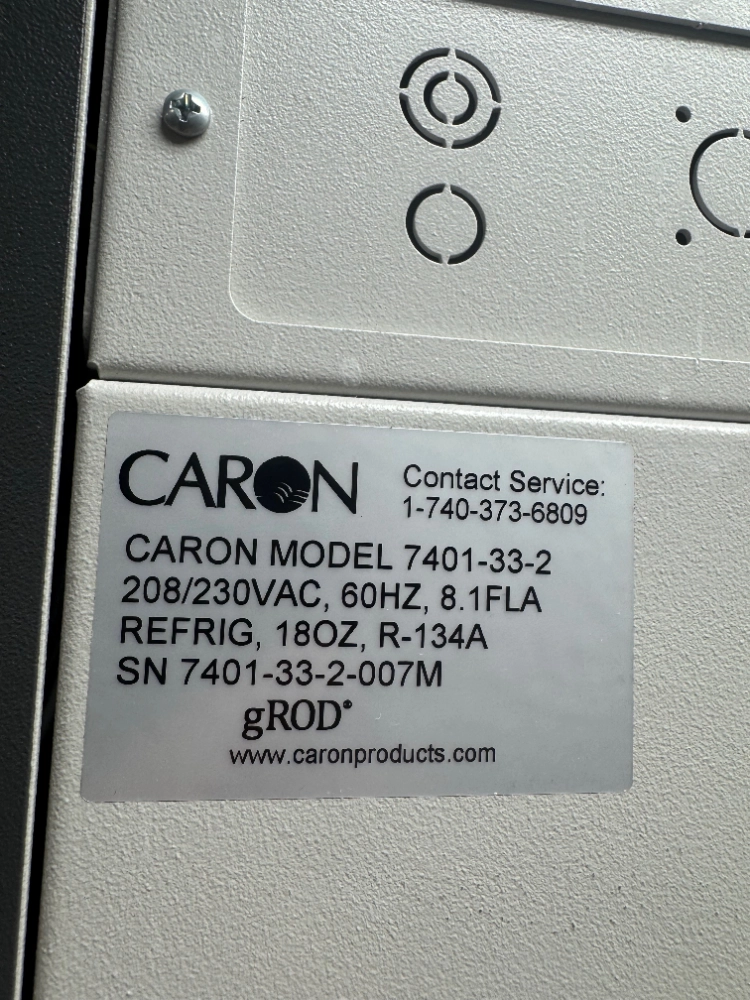 CARON
Contact Service:
1-740-373-6809
CARON MODEL 7401-33-2
208/230VAC, 60HZ, 8.1FLA
REFRIG, 18OZ, R-134A
SN 7401-33-2-007M
gROD®
www.caronproducts.com